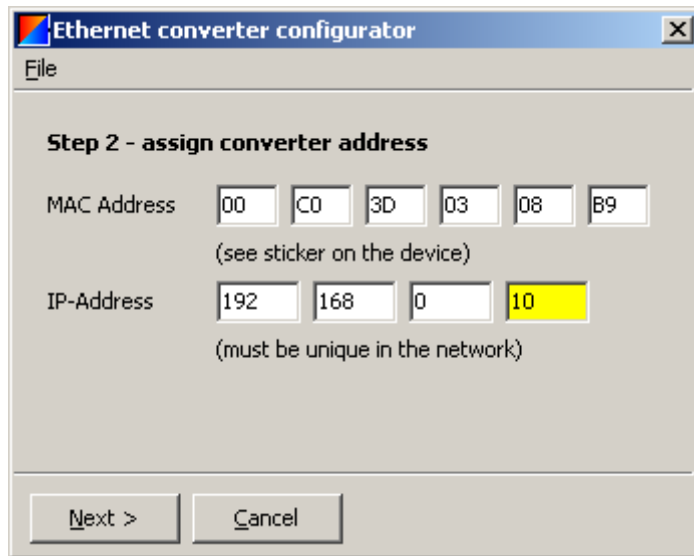 Ethernet converter configurator
File
Step 2 - assign converter address
MAC Address 00 C0 3D 03 08 B9
(see sticker on the device)
IP-Address 192 168 0 10
(must be unique in the network)
Next > Cancel